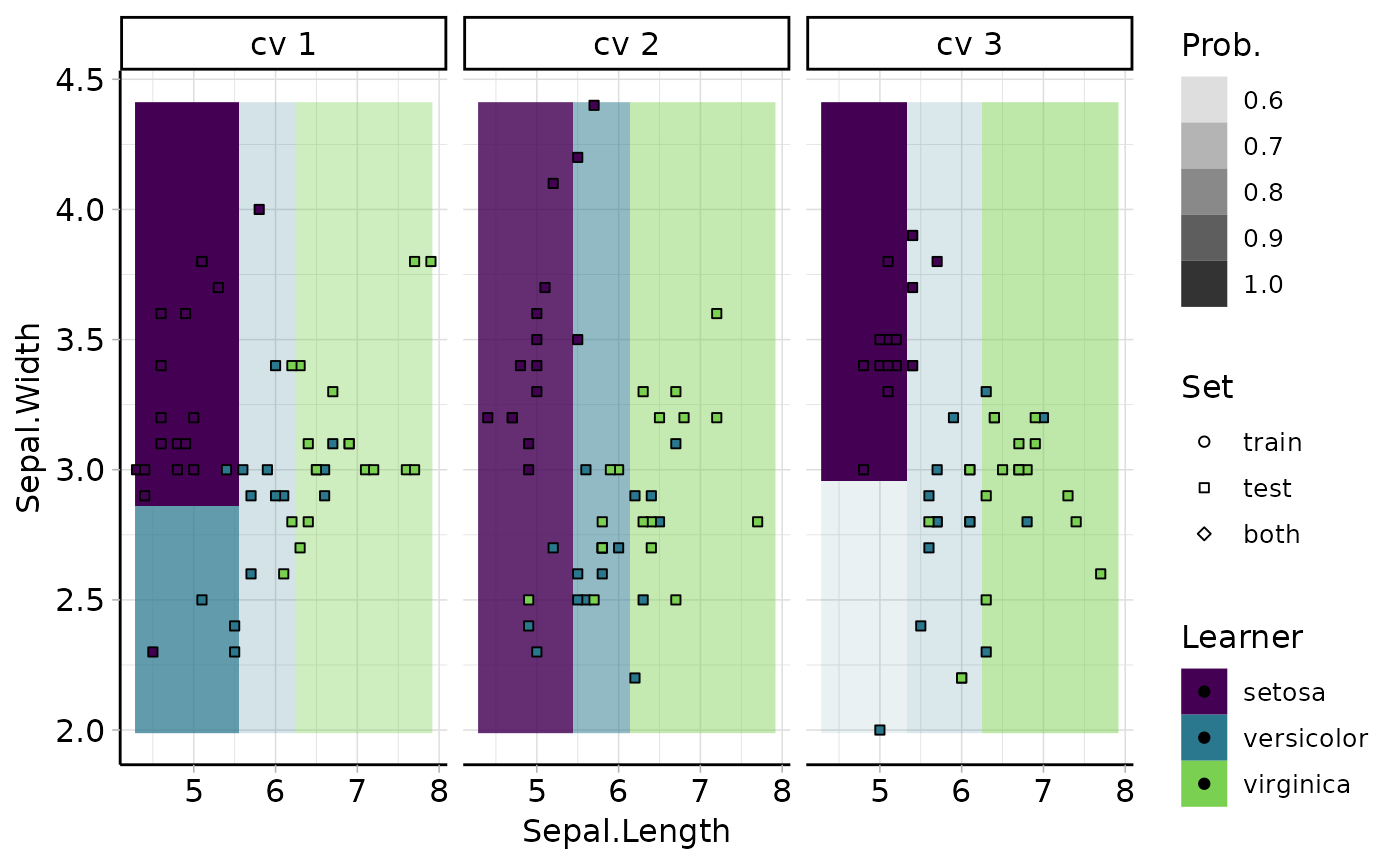 cv 1
cv 2
cv 3
4.5
4.0
3.5
3.0
2.5
2.0
Sepal.Width
5 6 7 8
5 6 7 8
5 6 7 8
Sepal.Length
Prob.
0.6
0.7
0.8
0.9
1.0
Set
train
test
both
Learner
setosa
versicolor
virginica